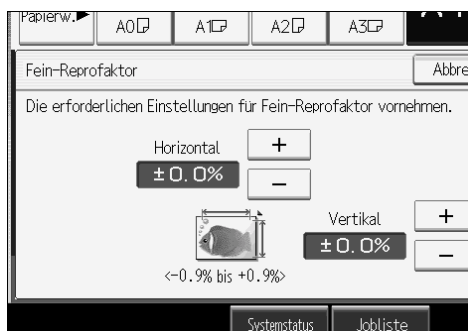 Papierw.►
A0 A1 A2 A3
Fein-Reprofaktor Abbre
Die erforderlichen Einstellungen für Fein-Reprofaktor vornehmen.
Horizontal +
±0.0%
−
Vertikal +
±0.0%
−
<-0.9% bis +0.9%>
Systemstatus Jobliste